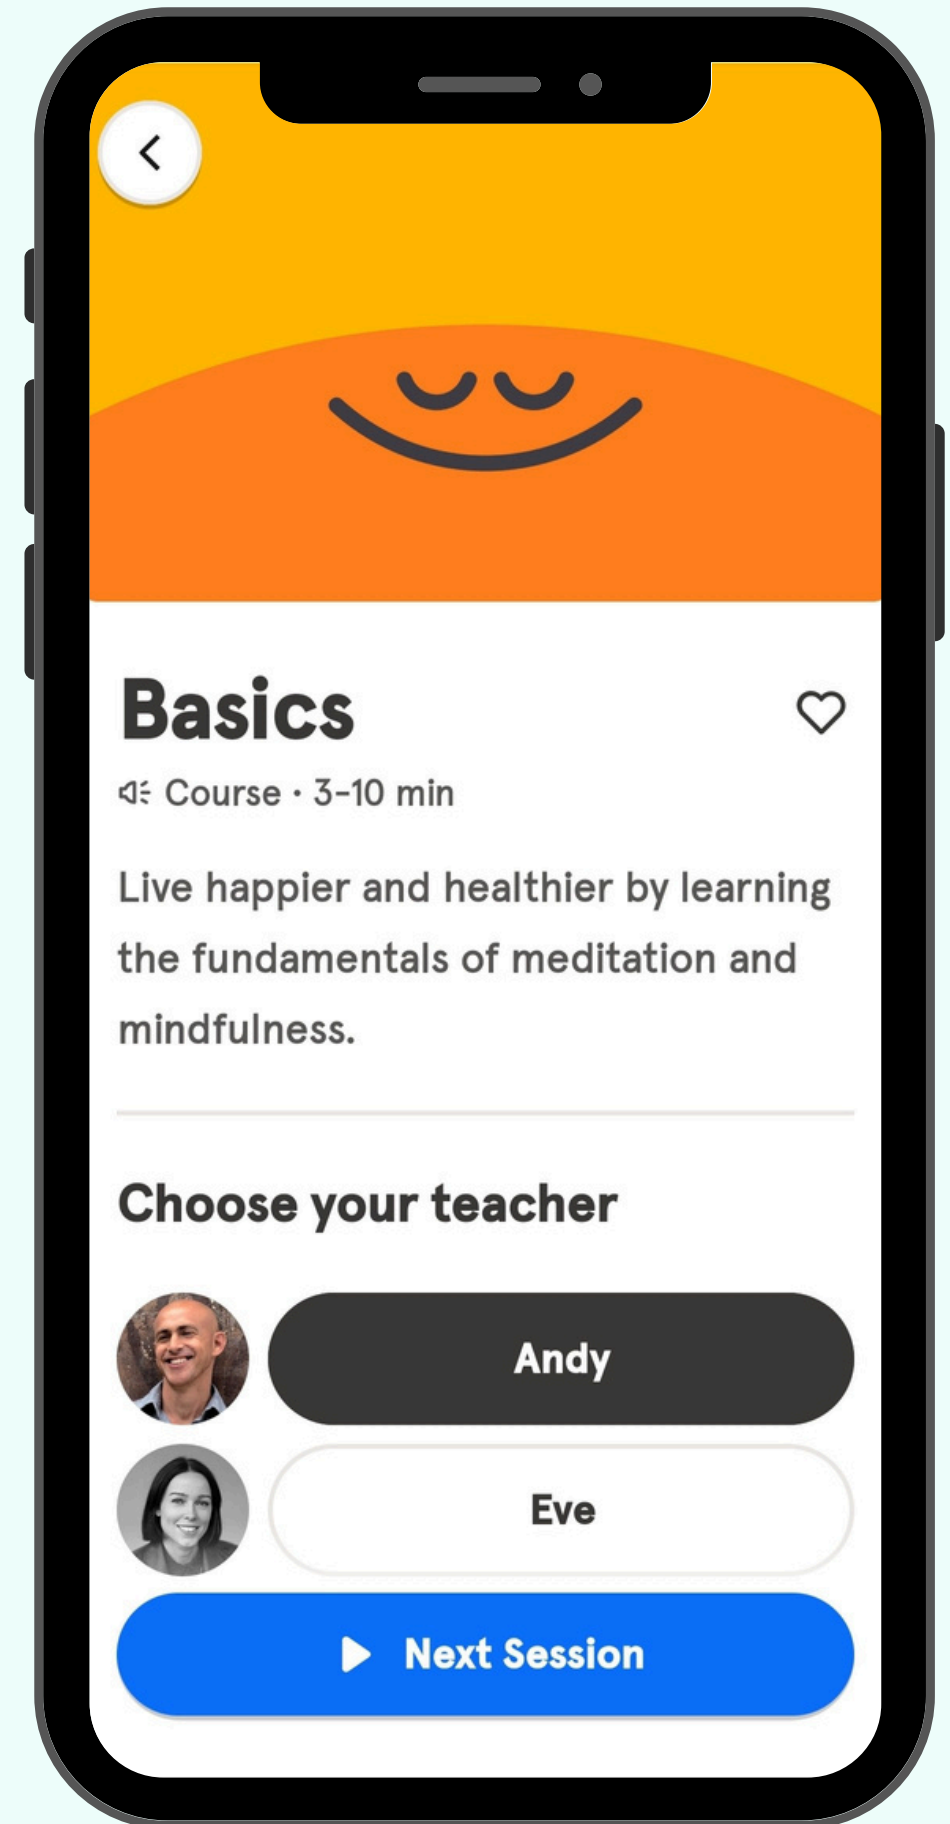 Basics
Course · 3-10 min
Live happier and healthier by learning
the fundamentals of meditation and
mindfulness.
Choose your teacher
Andy
Eve
Next Session